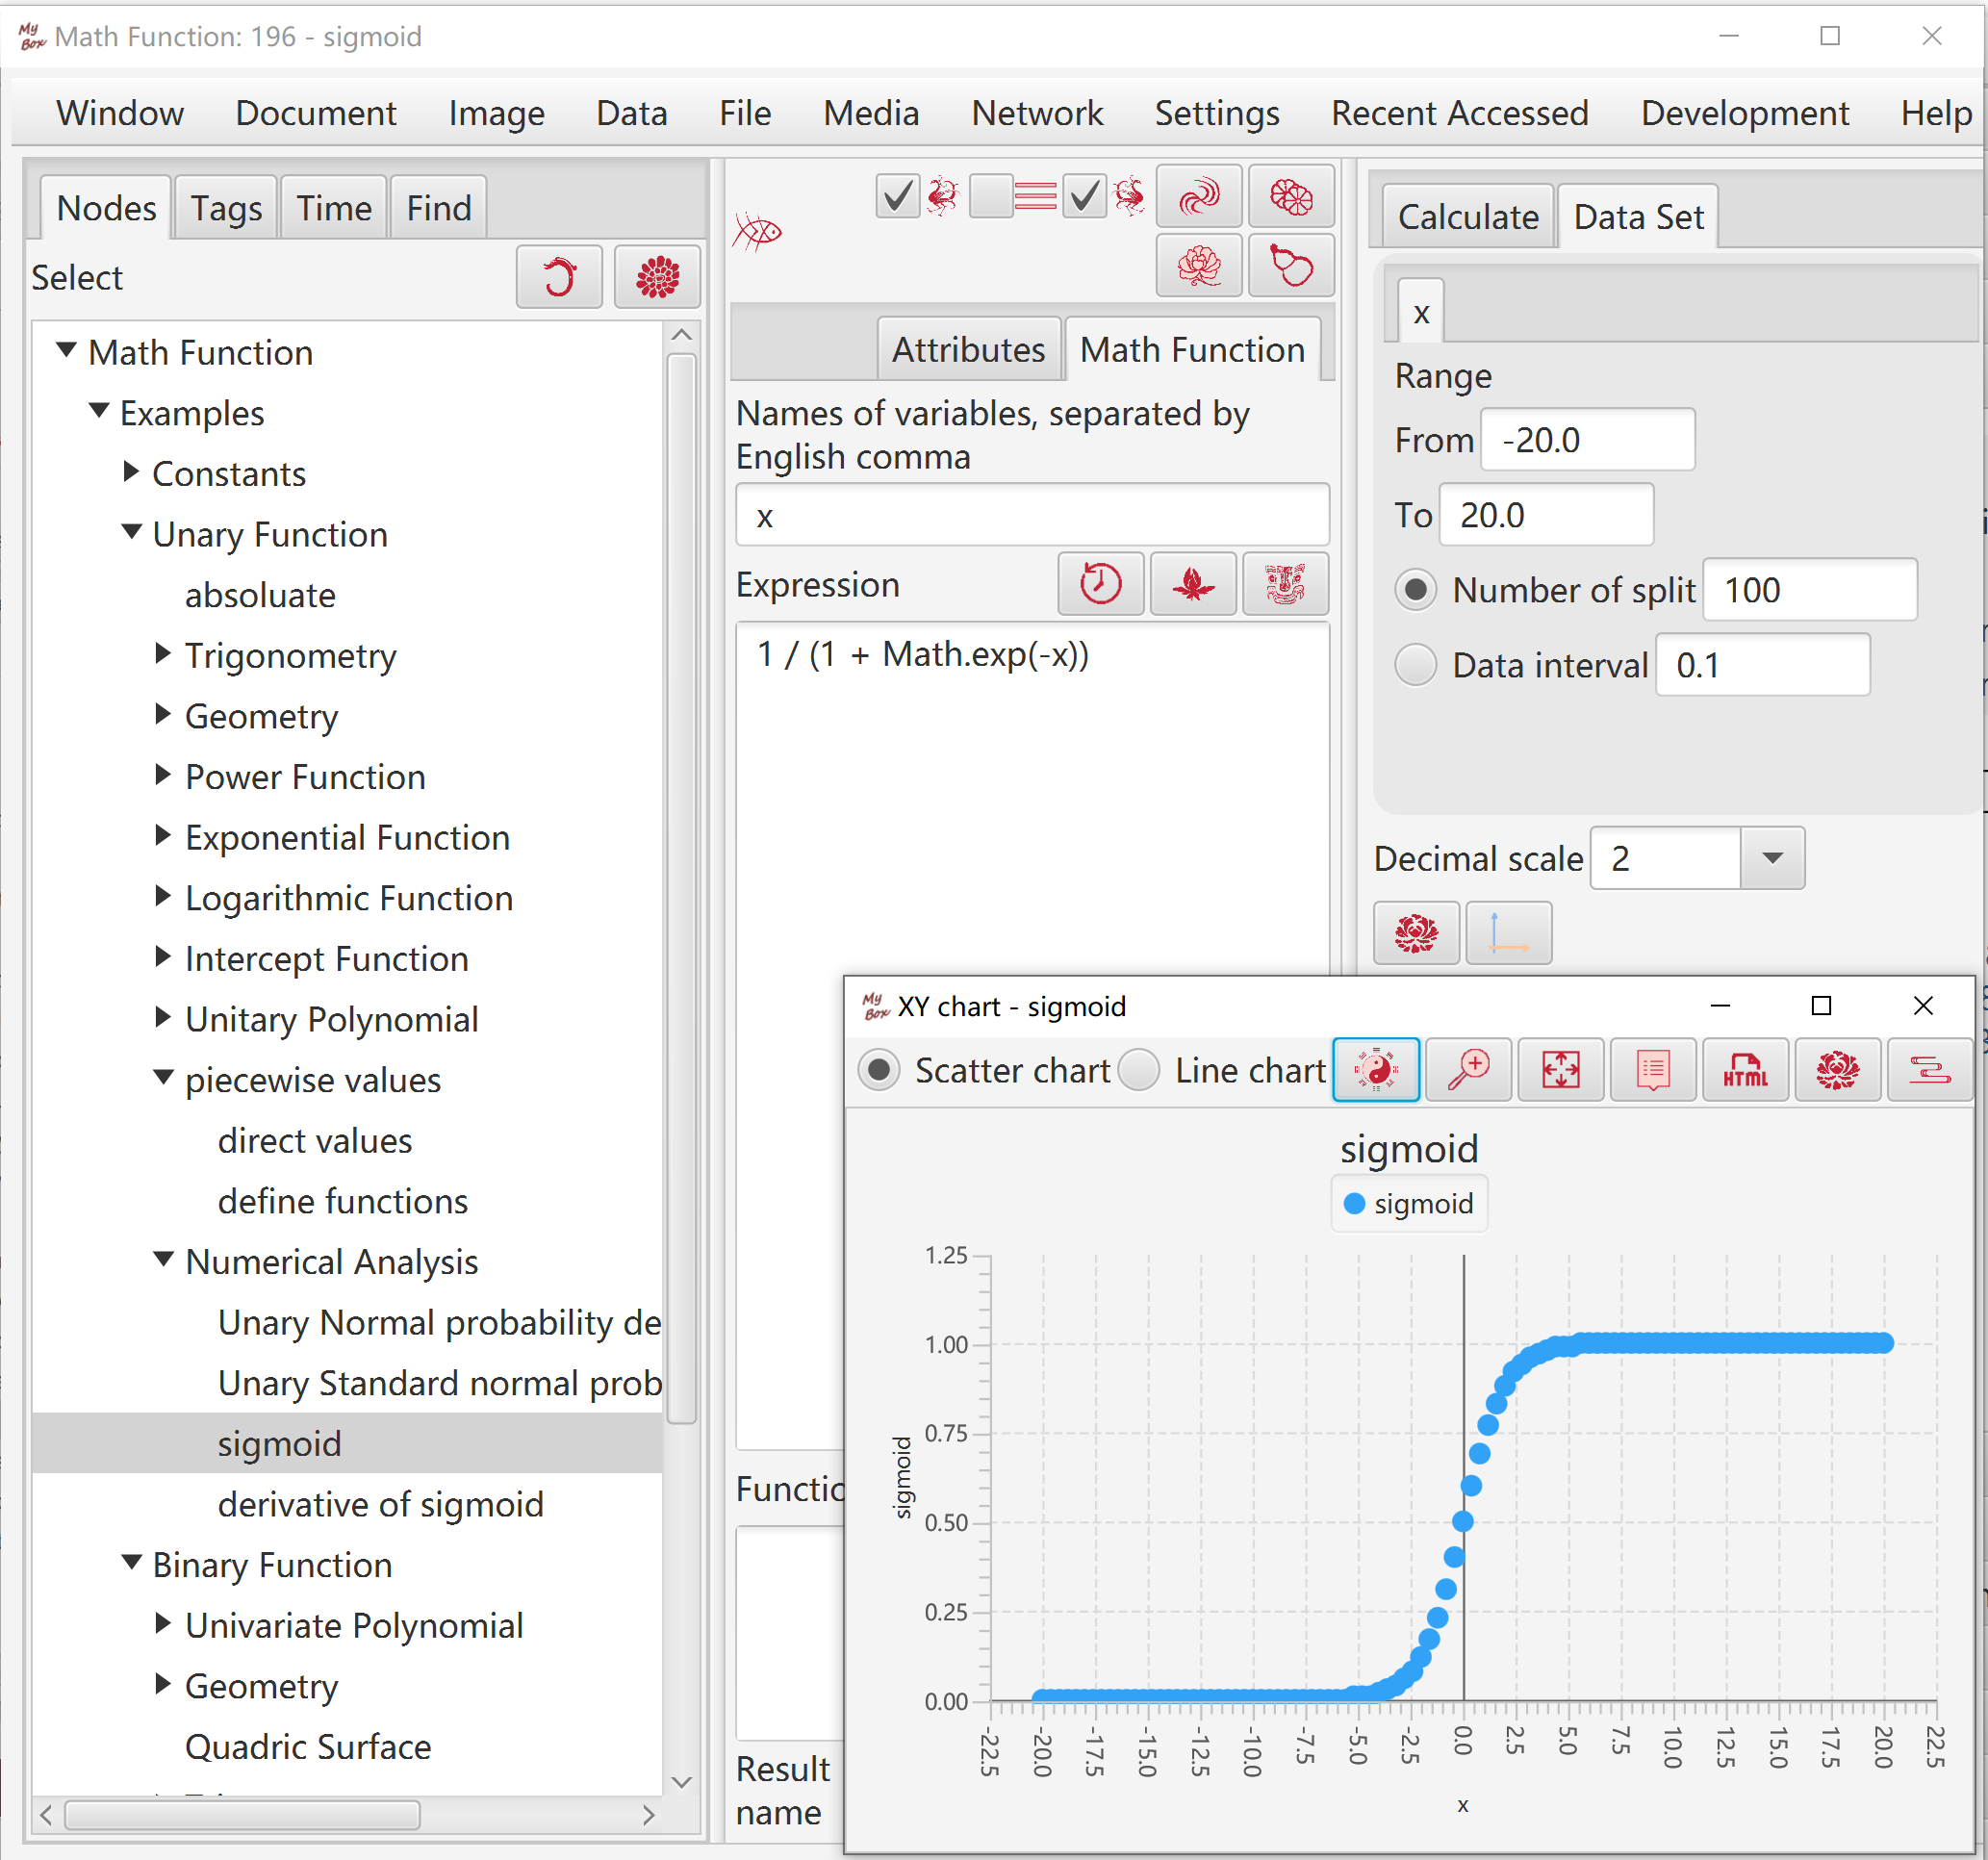 My Box Math Function: 196 - sigmoid
Window Document Image Data File Media Network Settings Recent Accessed Development Help
Nodes Tags Time Find
Select
Math Function
Examples
Constants
Unary Function
absoluate
Trigonometry
Geometry
Power Function
Exponential Function
Logarithmic Function
Intercept Function
Unitary Polynomial
piecewise values
direct values
define functions
Numerical Analysis
Unary Normal probability de
Unary Standard normal prob
sigmoid
derivative of sigmoid
Binary Function
Univariate Polynomial
Geometry
Quadric Surface
Attributes Math Function
Names of variables, separated by
English comma
x
Expression
1 / (1 + Math.exp(-x))
Functio
Result
name
Calculate Data Set
x
Range
From -20.0
To 20.0
Number of split 100
Data interval 0.1
Decimal scale 2
My Box XY chart - sigmoid
Scatter chart Line chart HTML
sigmoid
sigmoid
1.25
1.00
0.75
0.50
0.25
0.00
sigmoid
-22.5 -20.0 -17.5 -15.0 -12.5 -10.0 -7.5 -5.0 -2.5 0.0 2.5 5.0 7.5 10.0 12.5 15.0 17.5 20.0 22.5
x